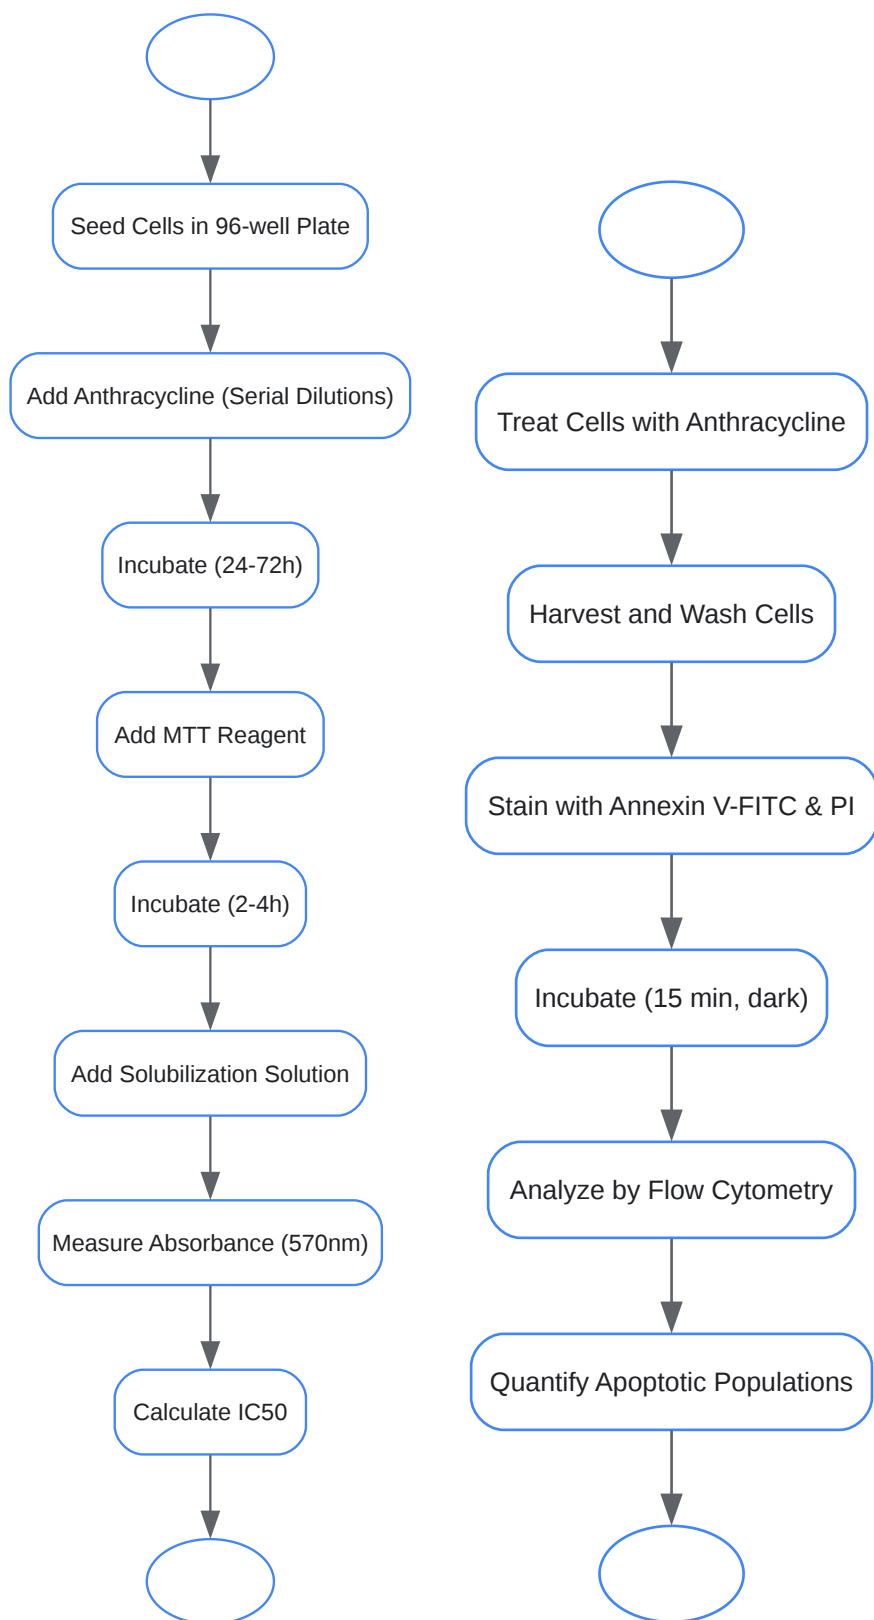 Seed Cells in 96-well Plate
Add Anthracycline (Serial Dilutions)
Incubate (24-72h)
Add MTT Reagent
Incubate (2-4h)
Add Solubilization Solution
Measure Absorbance (570nm)
Calculate IC50
Treat Cells with Anthracycline
Harvest and Wash Cells
Stain with Annexin V-FITC & PI
Incubate (15 min, dark)
Analyze by Flow Cytometry
Quantify Apoptotic Populations